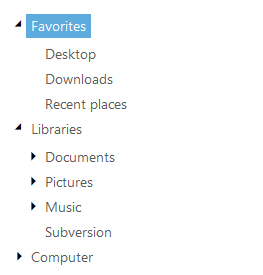 Favorites
Desktop
Downloads
Recent places
Libraries
Documents
Pictures
Music
Subversion
Computer